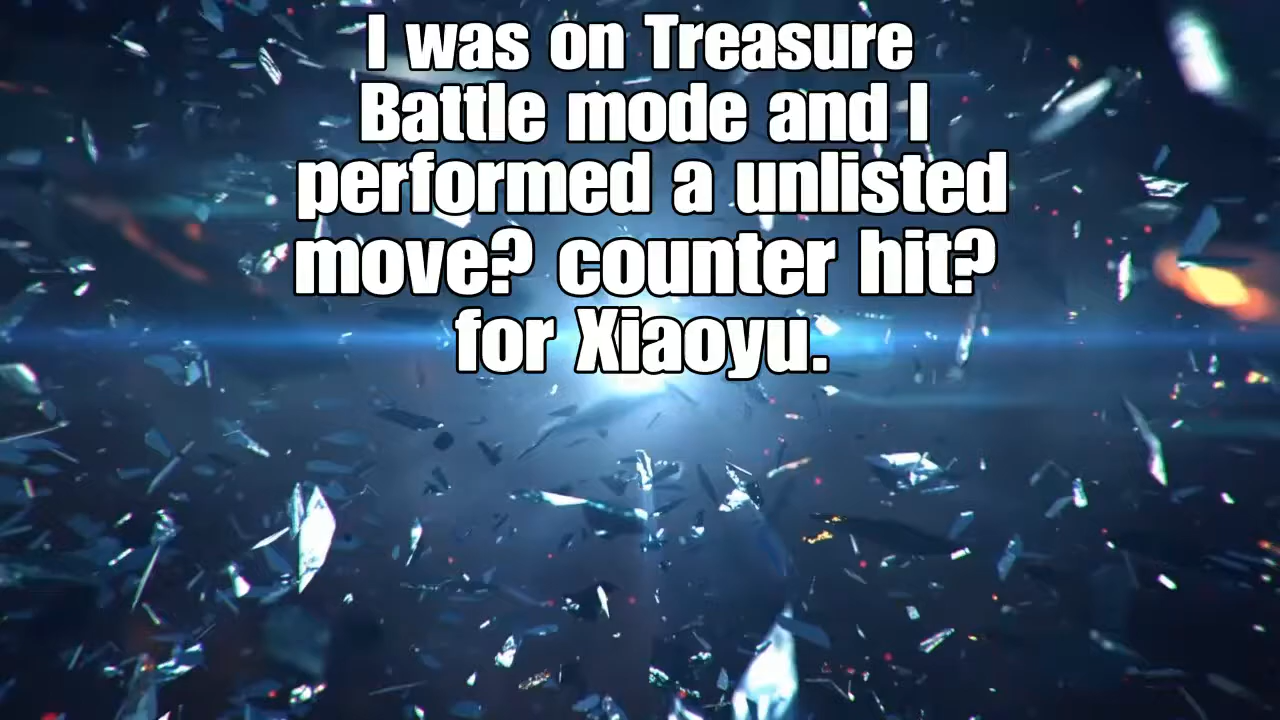 I was on Treasure
Battle mode and I
performed a unlisted
move? counter hit?
for Xiaoyu.